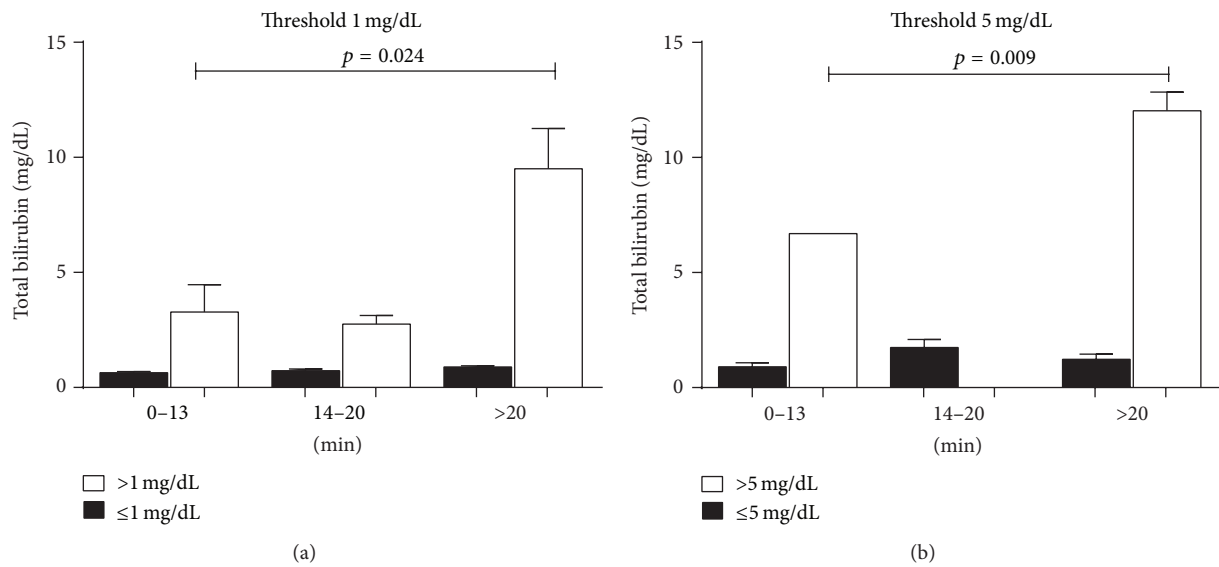 Threshold 1 mg/dL
15
10
5
0
Total bilirubin (mg/dL)
p = 0.024
0–13
14–20
>20
(min)
>1 mg/dL
≤1 mg/dL
(a)
Threshold 5 mg/dL
15
10
5
0
Total bilirubin (mg/dL)
p = 0.009
0–13
14–20
>20
(min)
>5 mg/dL
≤5 mg/dL
(b)